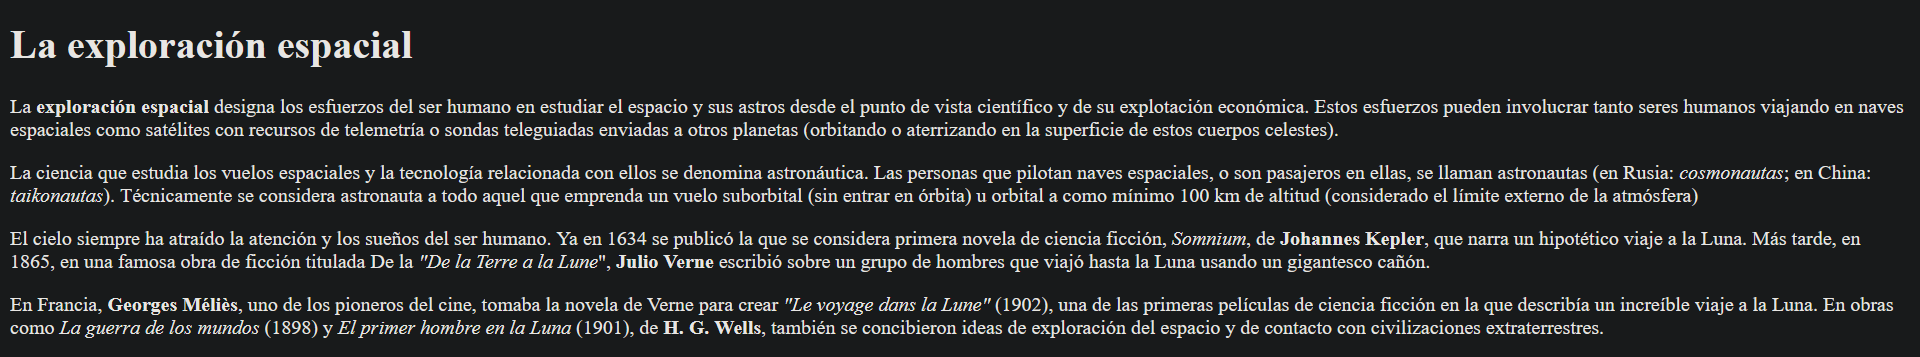 La exploración espacial
La exploración espacial designa los esfuerzos del ser humano en estudiar el espacio y sus astros desde el punto de vista científico y de su explotación económica. Estos esfuerzos pueden involucrar tanto seres humanos viajando en naves
espaciales como satélites con recursos de telemetría o sondas teleguiadas enviadas a otros planetas (orbitando o aterrizando en la superficie de estos cuerpos celestes).
La ciencia que estudia los vuelos espaciales y la tecnología relacionada con ellos se denomina astronáutica. Las personas que pilotan naves espaciales, o son pasajeros en ellas, se llaman astronautas (en Rusia: cosmonautas; en China:
taikonautas). Técnicamente se considera astronauta a todo aquel que emprenda un vuelo suborbital (sin entrar en órbita) u orbital a como mínimo 100 km de altitud (considerado el límite externo de la atmósfera)
El cielo siempre ha atraído la atención y los sueños del ser humano. Ya en 1634 se publicó la que se considera primera novela de ciencia ficción, Somnium, de Johannes Kepler, que narra un hipotético viaje a la Luna. Más tarde, en
1865, en una famosa obra de ficción titulada De la "De la Terre a la Lune", Julio Verne escribió sobre un grupo de hombres que viajó hasta la Luna usando un gigantesco cañón.
En Francia, Georges Méliès, uno de los pioneros del cine, tomaba la novela de Verne para crear "Le voyage dans la Lune" (1902), una de las primeras películas de ciencia ficción en la que describía un increíble viaje a la Luna. En obras
como La guerra de los mundos (1898) y El primer hombre en la Luna (1901), de H. G. Wells, también se concibieron ideas de exploración del espacio y de contacto con civilizaciones extraterrestres.